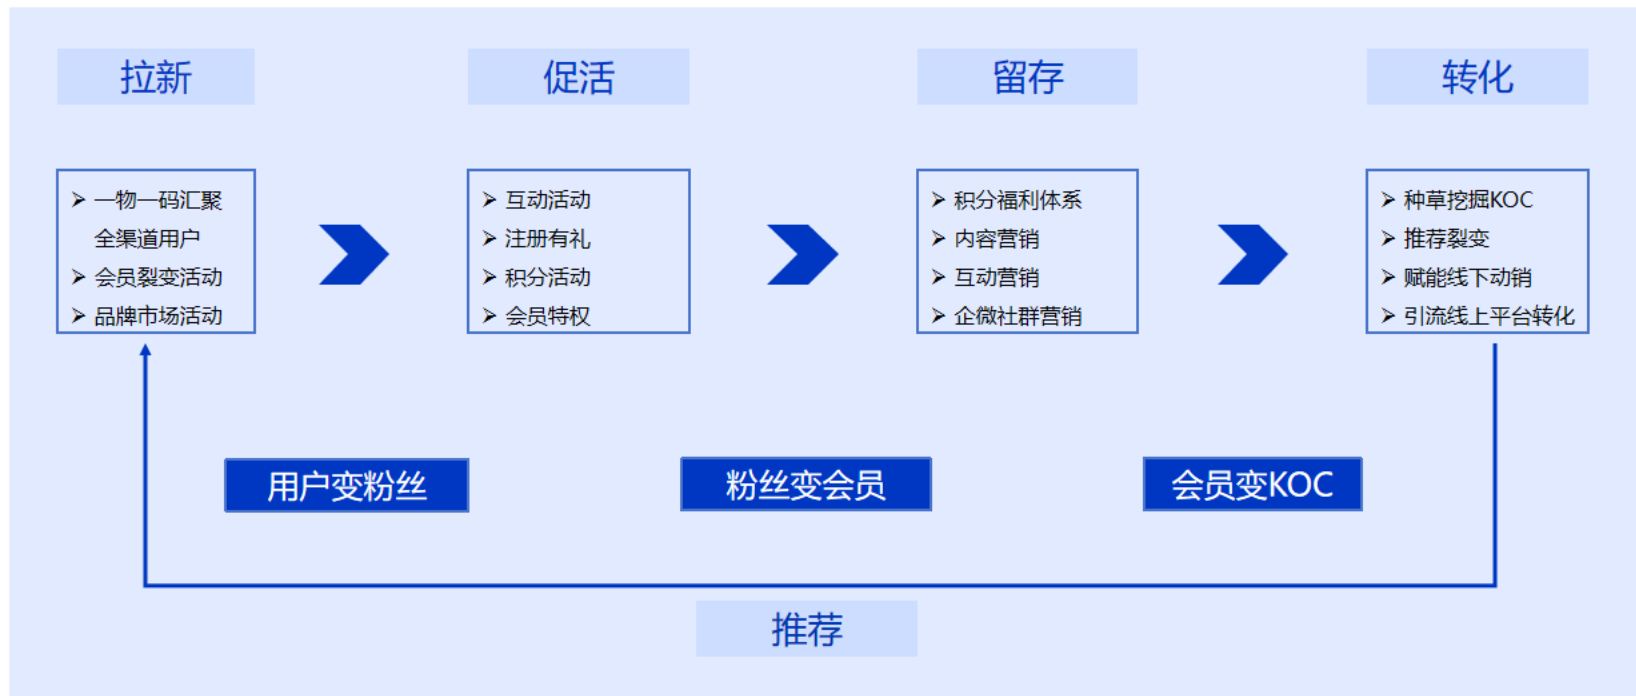 拉新
促活
留存
转化
➢ 一物一码汇聚
全渠道用户
➢ 会员裂变活动
➢ 品牌市场活动
➢ 互动活动
➢ 注册有礼
➢ 积分活动
➢ 会员特权
➢ 积分福利体系
➢ 内容营销
➢ 互动营销
➢ 企微社群营销
➢ 种草挖掘KOC
➢ 推荐裂变
➢ 赋能线下动销
➢ 引流线上平台转化
用户变粉丝
粉丝变会员
会员变KOC
推荐